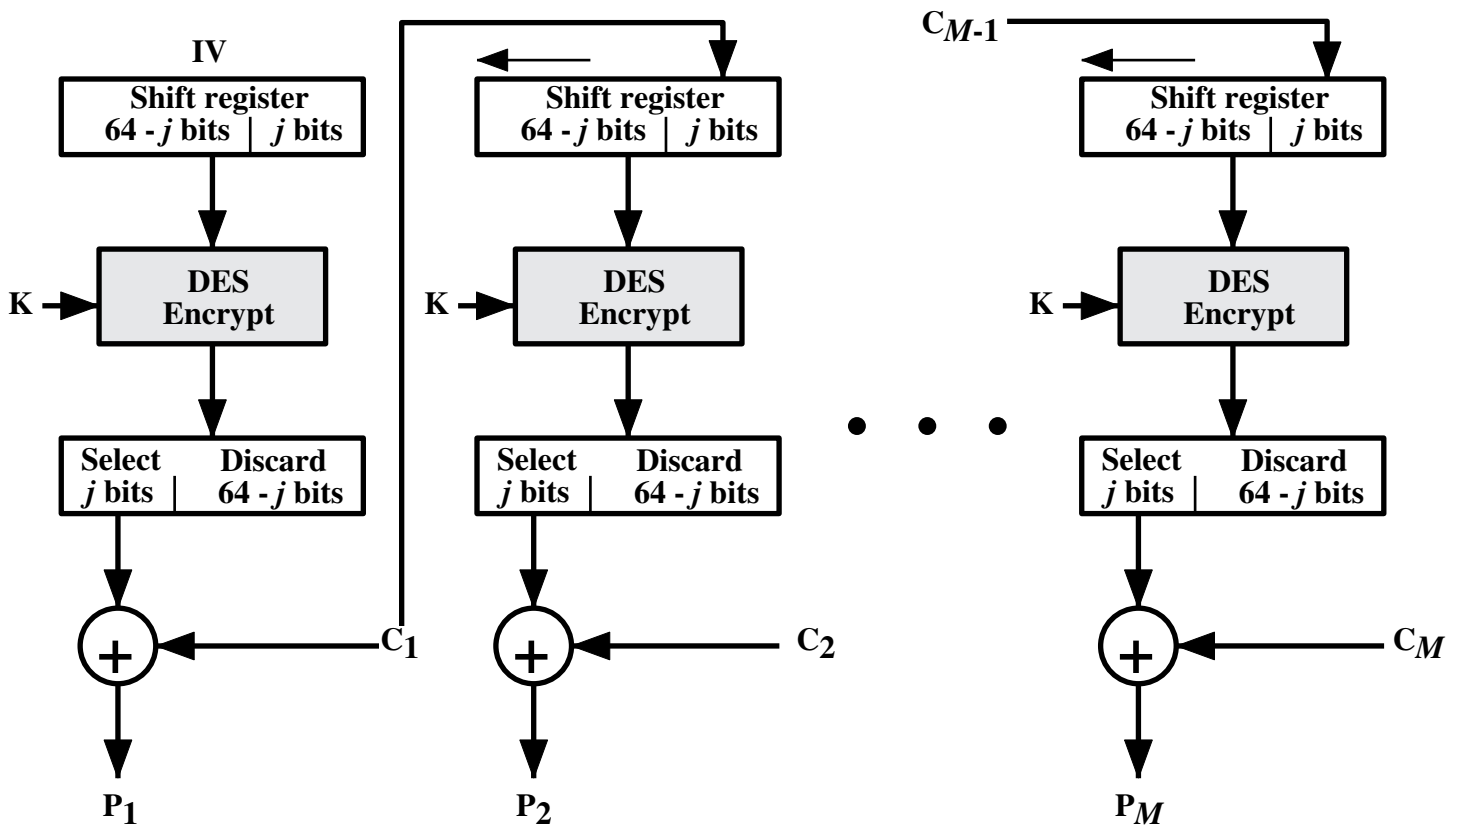 C M-1
IV
Shift register
64 - j bits | j bits
Shift register
64 - j bits | j bits
Shift register
64 - j bits | j bits
K
DES
Encrypt
K
DES
Encrypt
K
DES
Encrypt
• • •
Select Discard
j bits | 64 - j bits
Select Discard
j bits | 64 - j bits
Select Discard
j bits | 64 - j bits
+ C1
+ C2
+ CM
P1
P2
PM